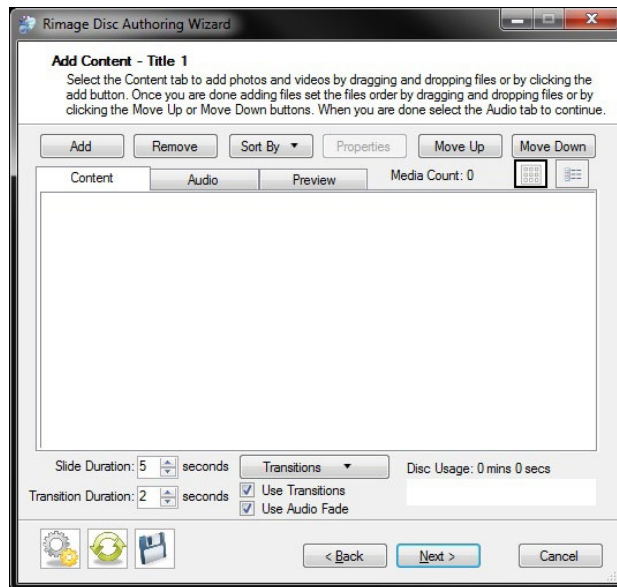 Rimage Disc Authoring Wizard
Add Content - Title 1
Select the Content tab to add photos and videos by dragging and dropping files or by clicking the
add button. Once you are done adding files set the files order by dragging and dropping files or by
clicking the Move Up or Move Down buttons. When you are done select the Audio tab to continue.
Add Remove Sort By Properties Move Up Move Down
Content Audio Preview Media Count: 0
Slide Duration: 5 seconds Transitions Disc Usage: 0 mins 0 secs
Transition Duration: 2 seconds Use Transitions
Use Audio Fade
< Back Next > Cancel